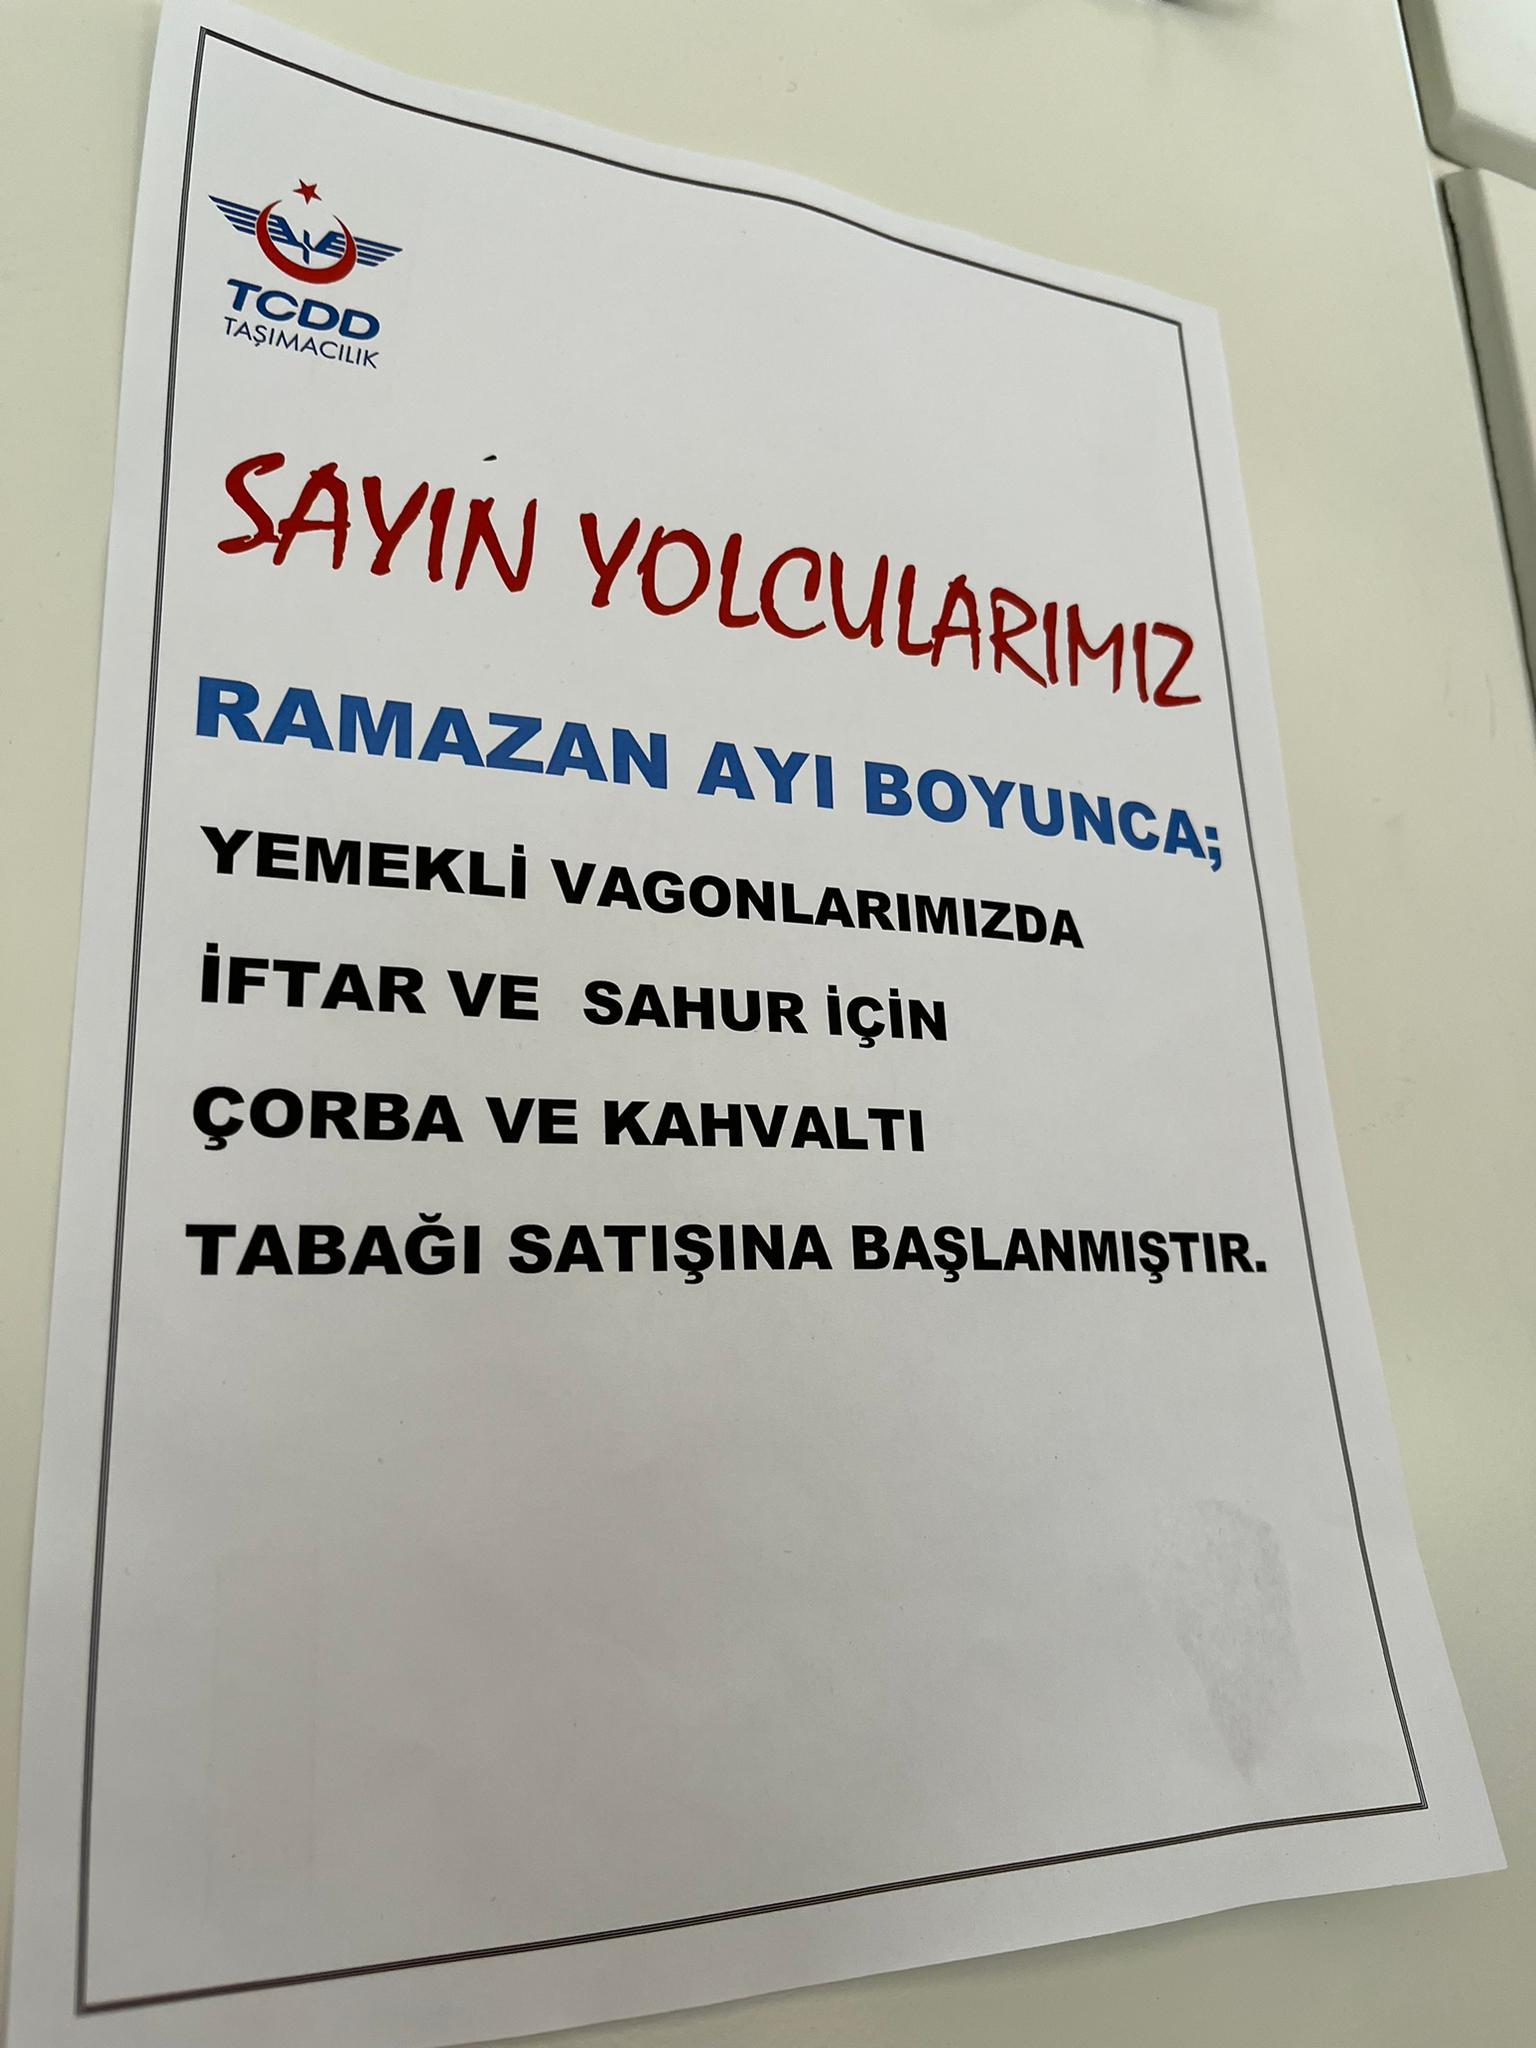 TCDD
TAŞIMACILIK
SAYIN YOLCULARIMIZ
RAMAZAN AYI BOYUNCA;
YEMEKLİ VAGONLARIMIZDA
İFTAR VE SAHUR İÇİN
ÇORBA VE KAHVALTI
TABAĞI SATIŞINA BAŞLANMIŞTIR.